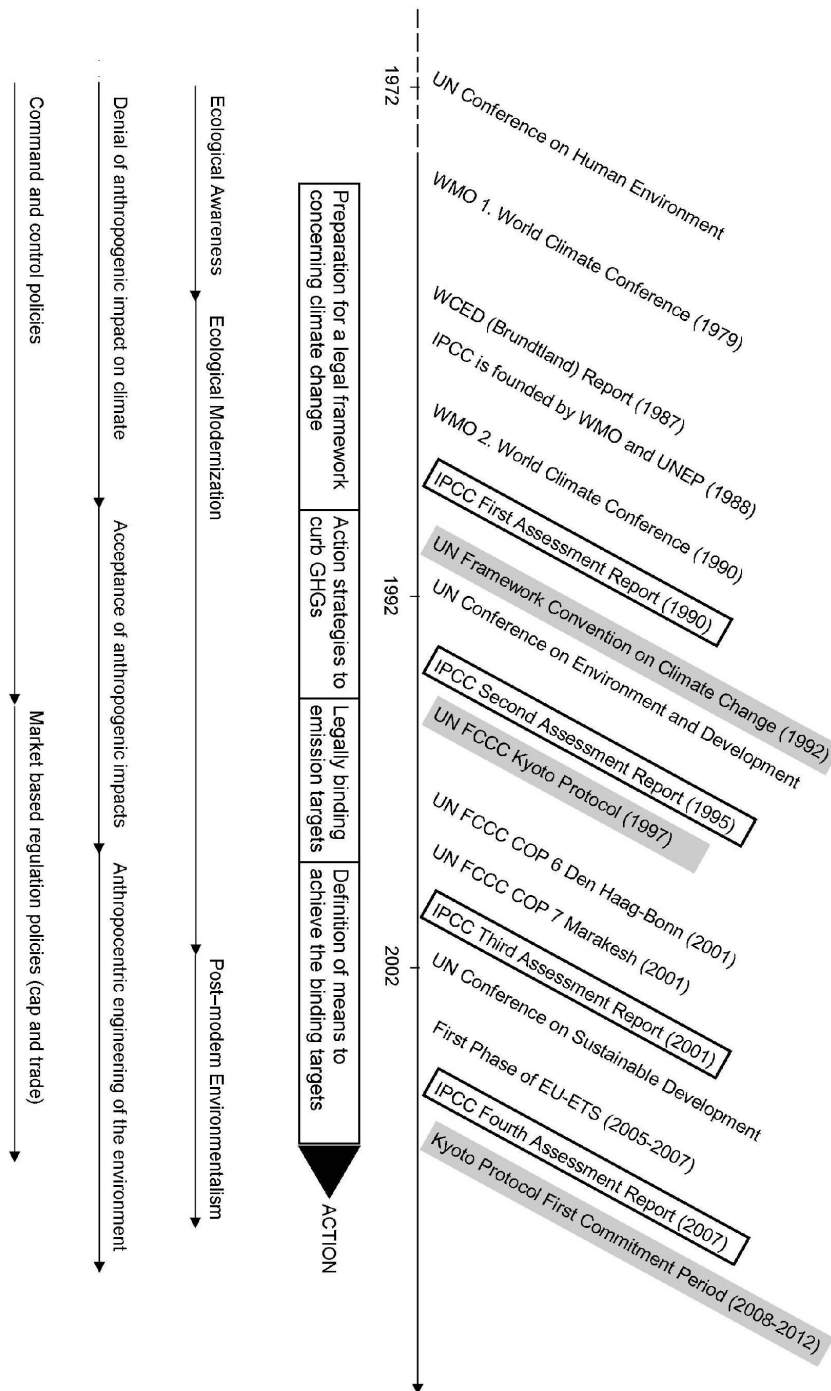 UN Conference on Human Environment
WMO 1. World Climate Conference (1979)
WCED (Brundtland) Report (1987)
IPCC is founded by WMO and UNEP (1988)
WMO 2. World Climate Conference (1990)
IPCC First Assessment Report (1990)
UN Framework Convention on Climate Change (1992)
UN Conference on Environment and Development
IPCC Second Assessment Report (1995)
UN FCCC Kyoto Protocol (1997)
UN FCCC COP 6 Den Haag-Bonn (2001)
UN FCCC COP 7 Marakesh (2001)
IPCC Third Assessment Report (2001)
UN Conference on Sustainable Development
First Phase of EU-ETS (2005-2007)
IPCC Fourth Assessment Report (2007)
Kyoto Protocol First Commitment Period (2008-2012)
1972
1992
2002
Preparation for a legal framework
concerning climate change
Action strategies to
curb GHGs
Legally binding
emission targets
Definition of means to
achieve the binding targets
ACTION
Ecological Awareness
Ecological Modernization
Post-modern Environmentalism
Denial of anthropogenic impact on climate
Acceptance of anthropogenic impacts
Anthropocentric engineering of the environment
Command and control policies
Market based regulation policies (cap and trade)